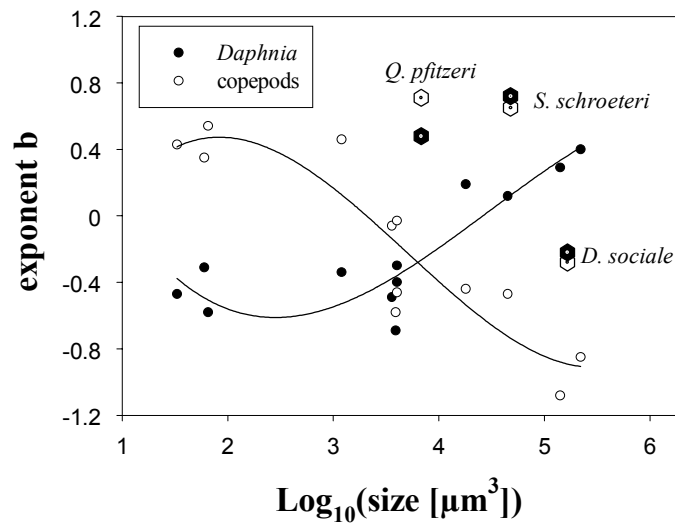 1.2
Daphnia
copepods
Q. pfitzeri
S. schroeteri
0.8
0.4
0
-0.4
D. sociale
-0.8
-1.2
exponent b
1 2 3 4 5 6
Log10(size [µm³])